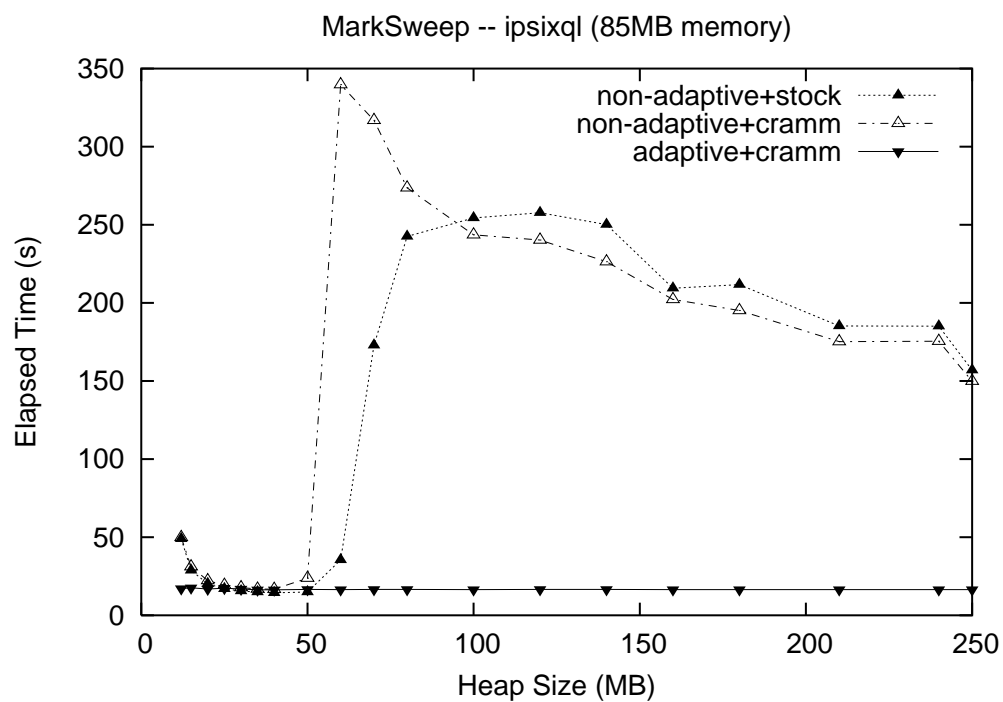 MarkSweep -- ipsixql (85MB memory)
350
300
250
200
150
100
50
0
Elapsed Time (s)
non-adaptive+stock
non-adaptive+cramm
adaptive+cramm
0 50 100 150 200 250
Heap Size (MB)